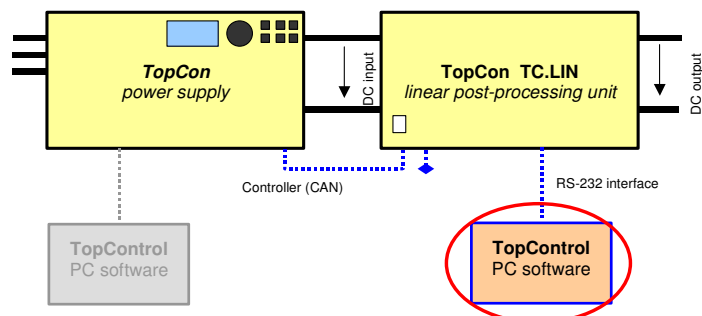 TopCon
power supply
DC input
TopCon TC.LIN
linear post-processing unit
DC output
Controller (CAN)
RS-232 interface
TopControl
PC software
TopControl
PC software